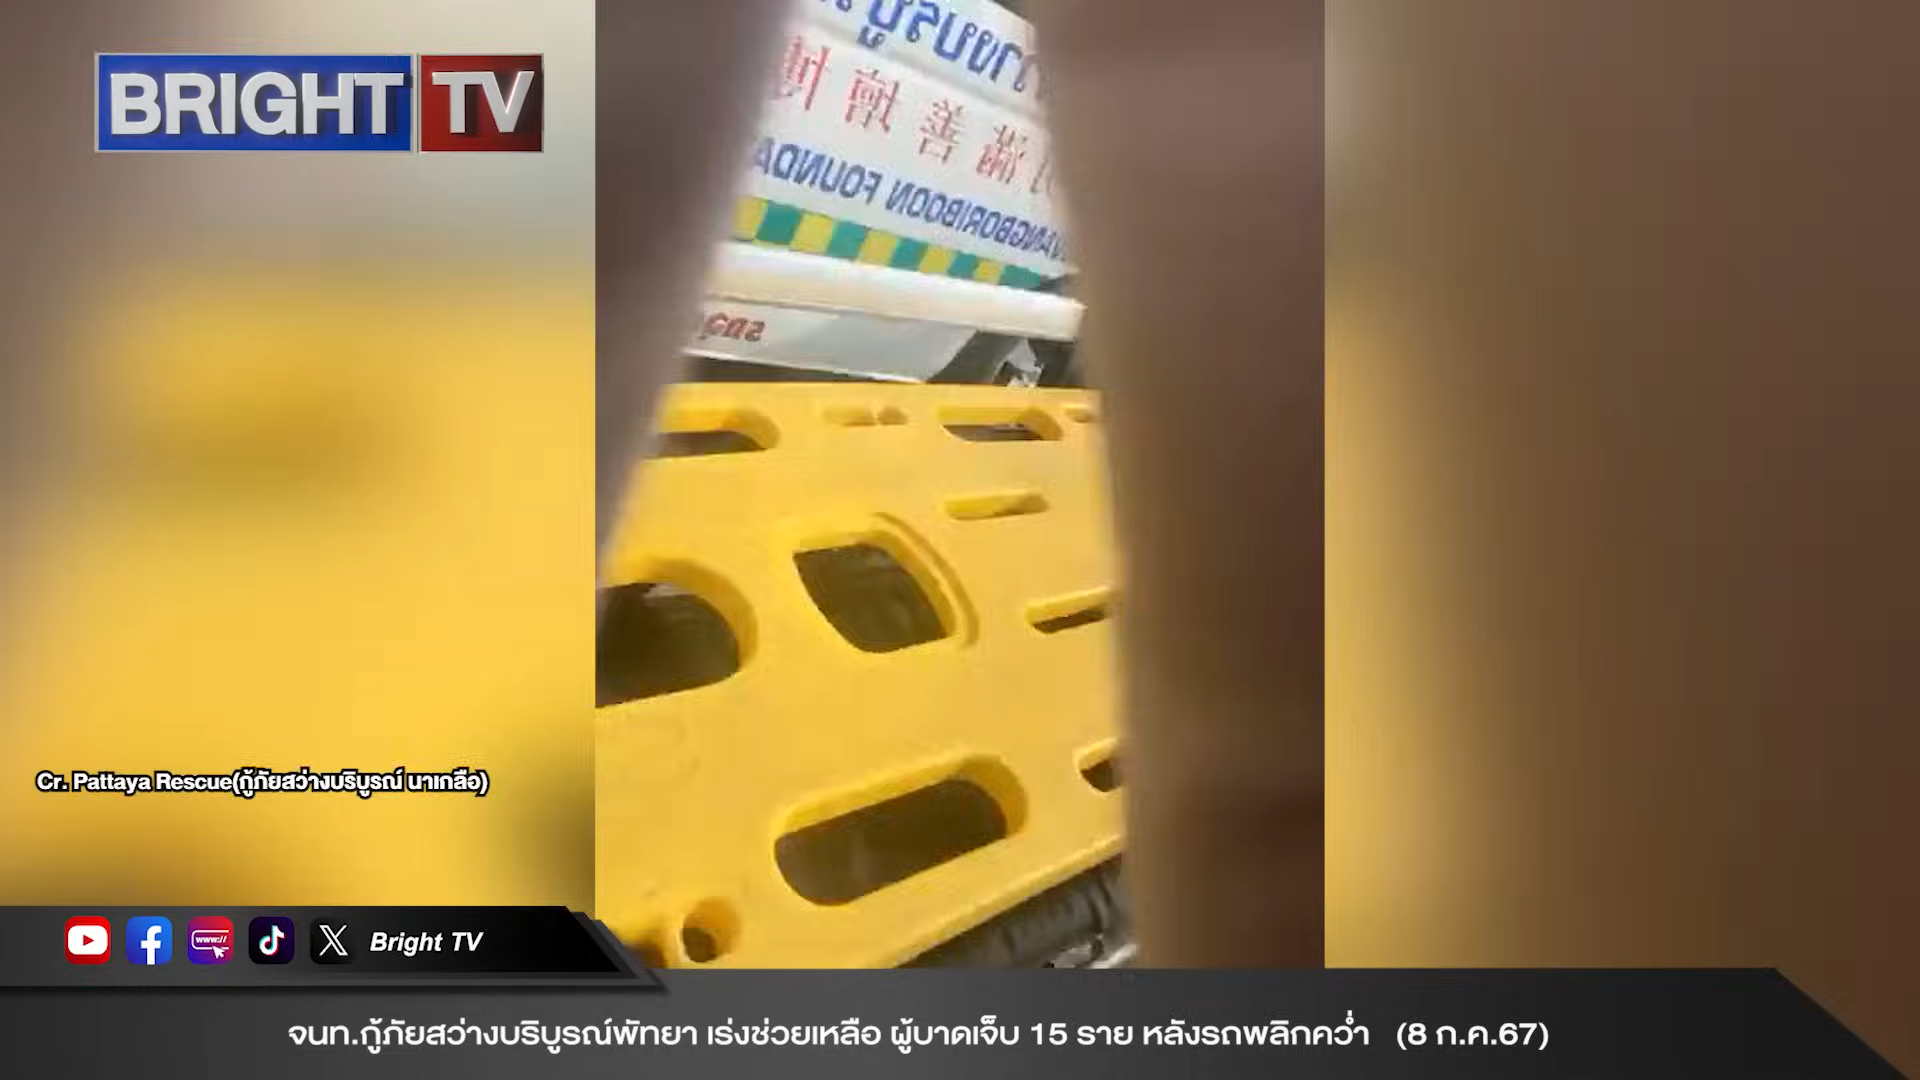 BRIGHT TV
善
BORIBOON FOUNDA
Cr. Pattaya Rescue(กู้ภัยสว่างบริบูรณ์ นาเกลือ)
Bright TV
จนท.กู้ภัยสว่างบริบูรณ์พัทยา เร่งช่วยเหลือ ผู้บาดเจ็บ 15 ราย หลังรถพลิกคว่ำ (8 ก.ค.67)